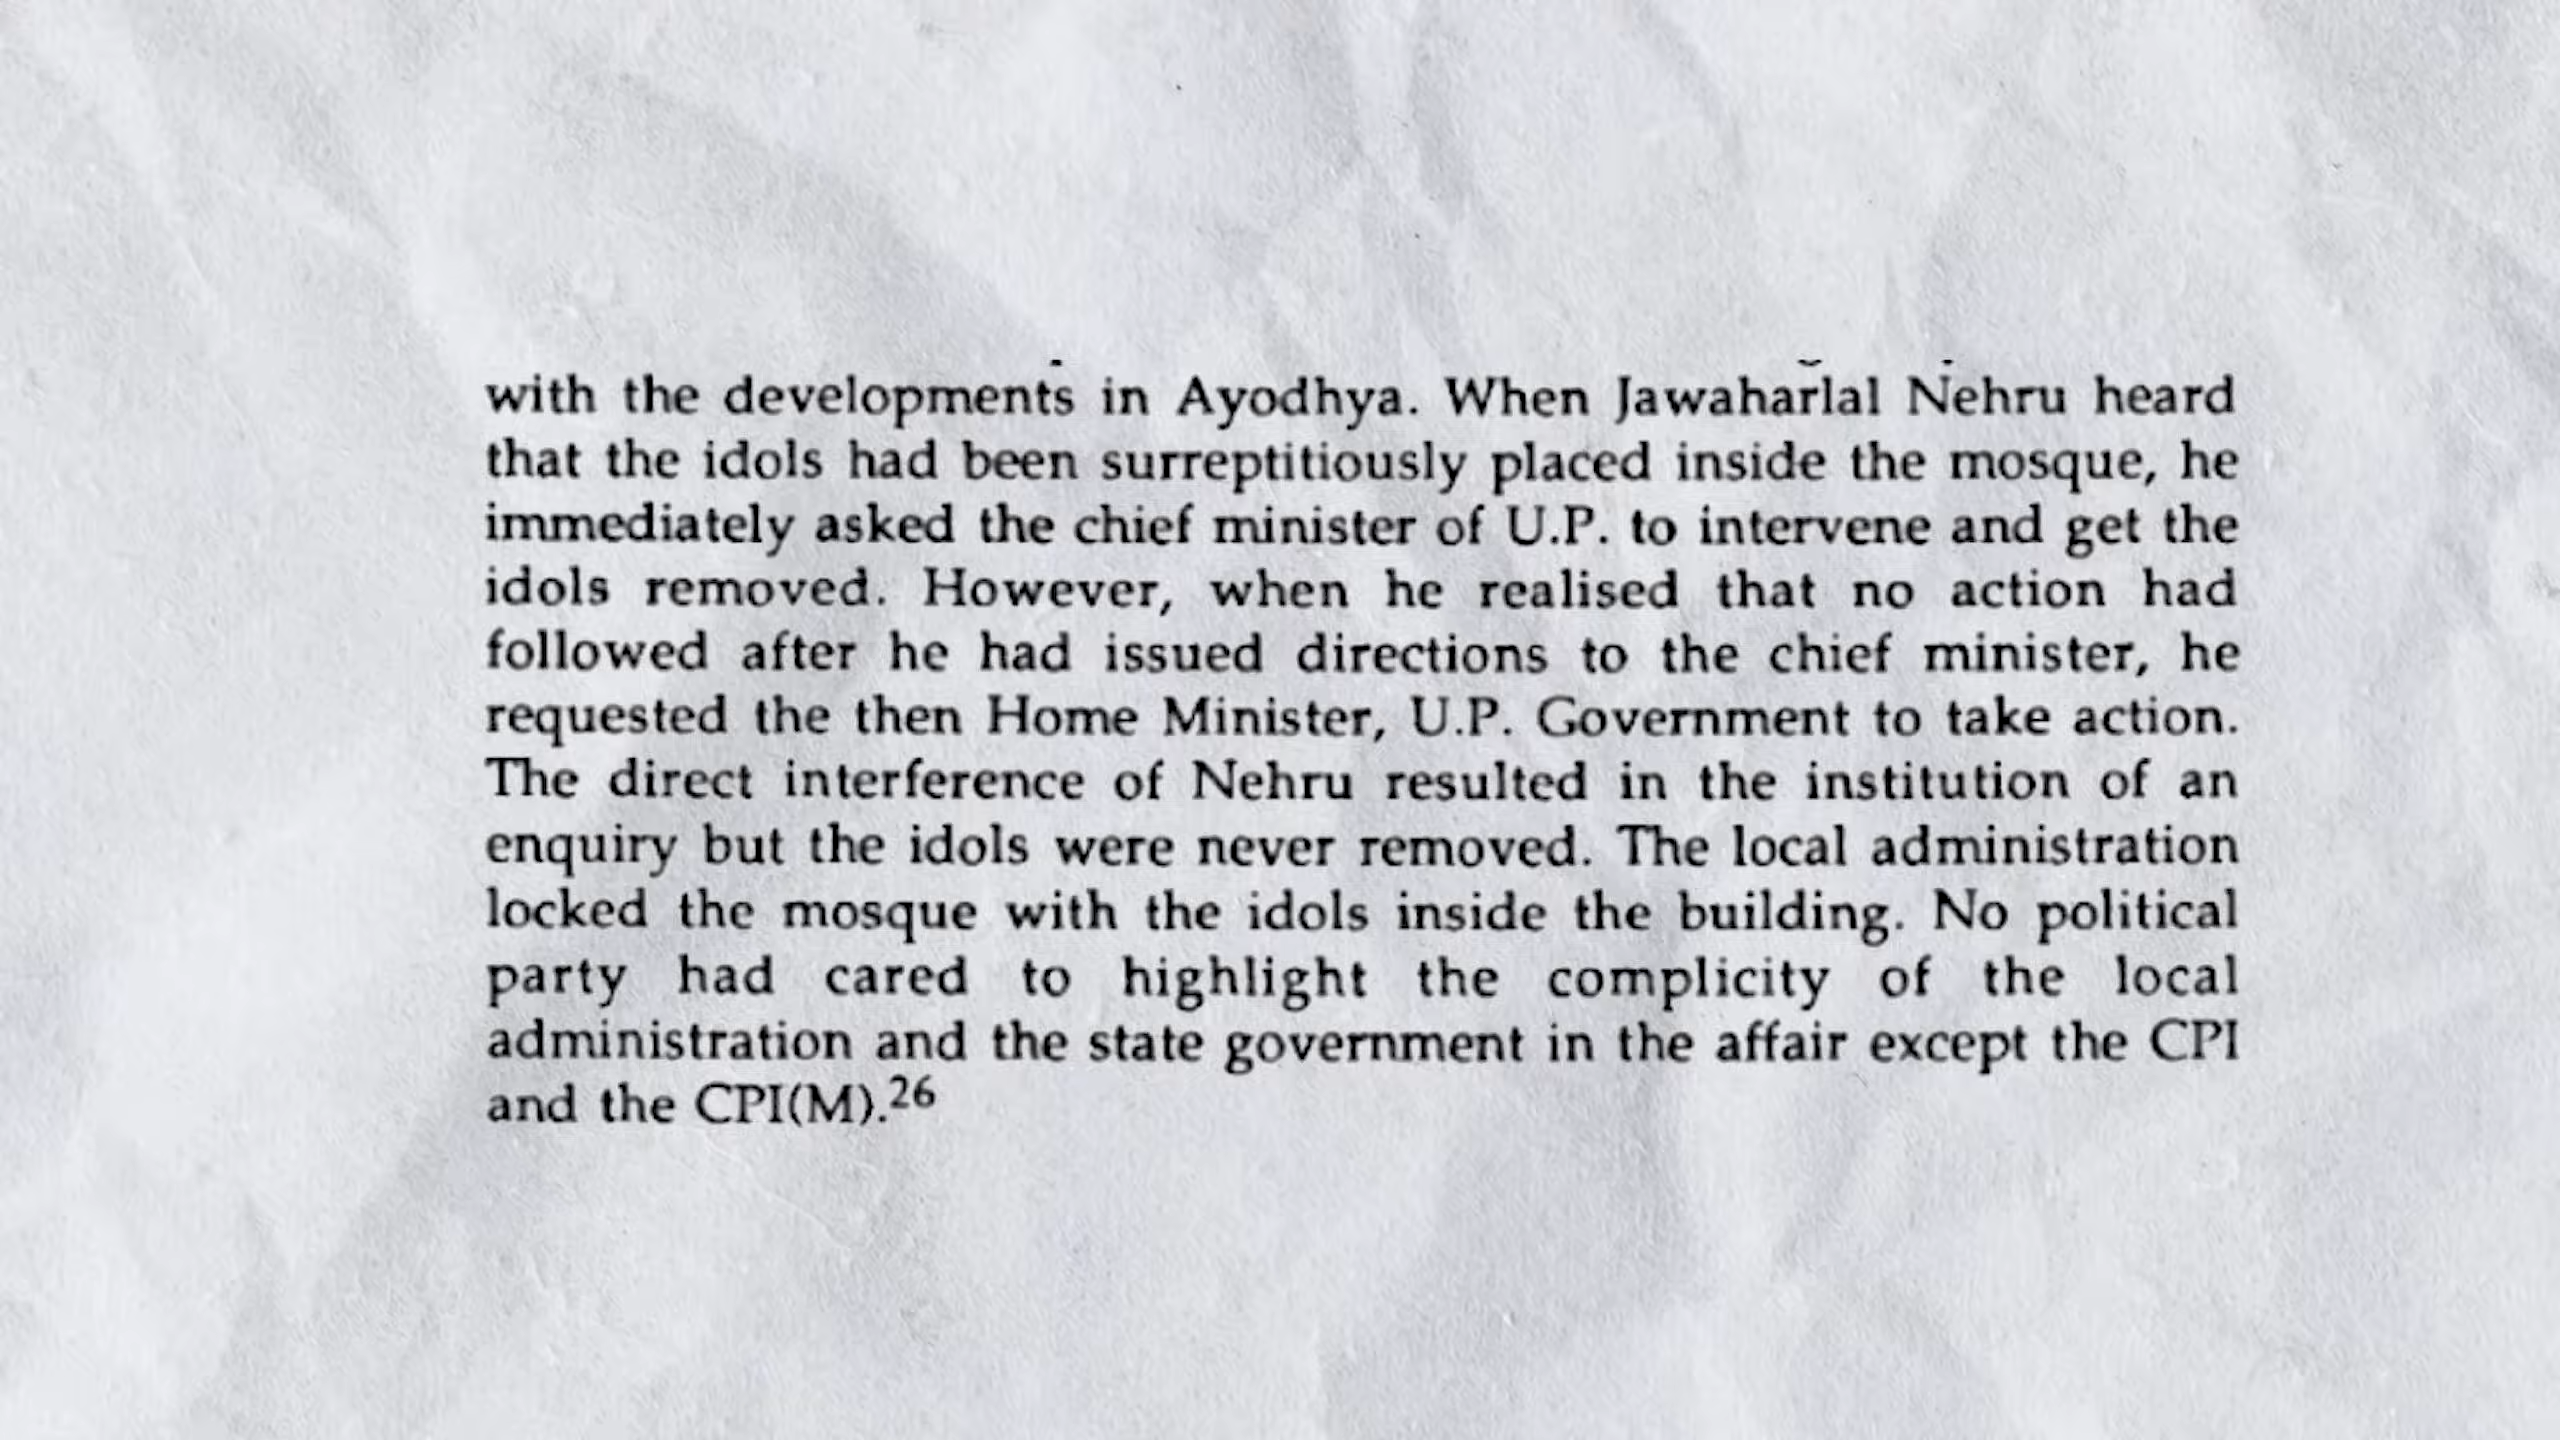 with the developments in Ayodhya. When Jawaharlal Nehru heard
that the idols had been surreptitiously placed inside the mosque, he
immediately asked the chief minister of U.P. to intervene and get the
idols removed. However, when he realised that no action had
followed after he had issued directions to the chief minister, he
requested the then Home Minister, U.P. Government to take action.
The direct interference of Nehru resulted in the institution of an
enquiry but the idols were never removed. The local administration
locked the mosque with the idols inside the building. No political
party had cared to highlight the complicity of the local
administration and the state government in the affair except the CPI
and the CPI(M).26